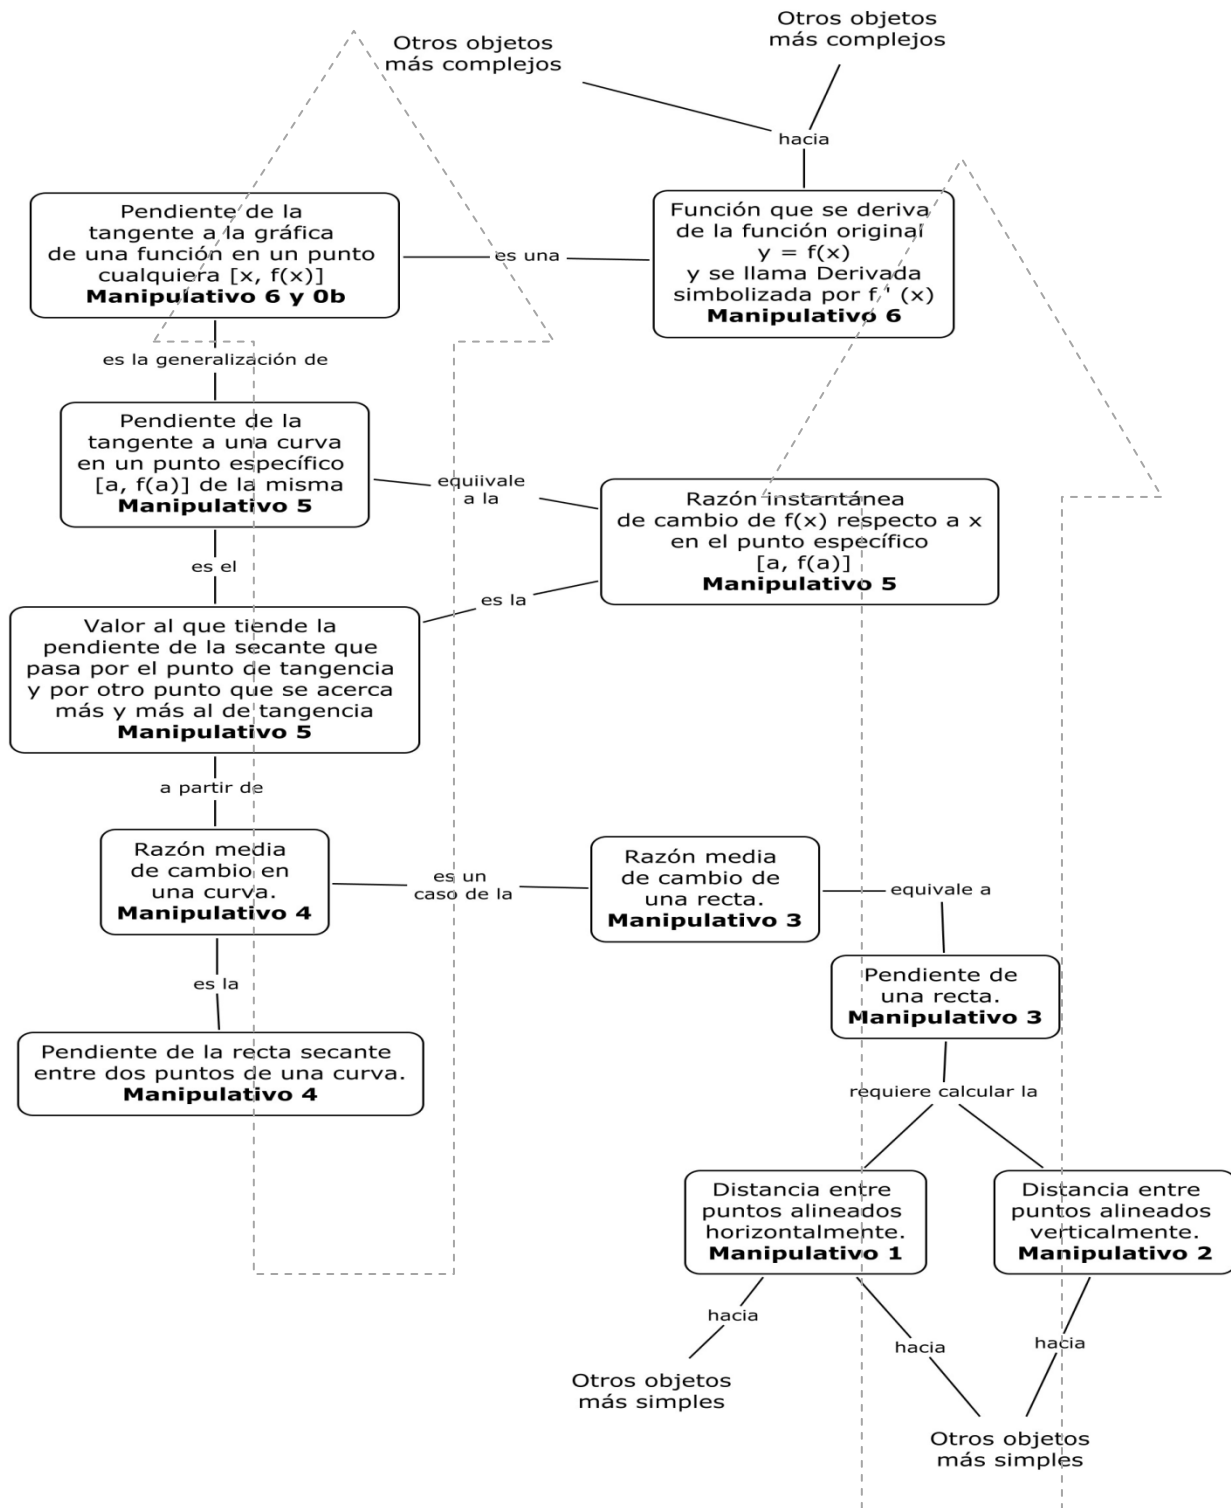 Otros objetos
más complejos
Otros objetos
más complejos
hacia
Pendiente de la
tangente a la gráfica
de una función en un punto
cualquiera [x, f(x)]
Manipulativo 6 y 0b
es una
Función que se deriva
de la función original
y = f(x)
y se llama Derivada
simbolizada por f ' (x)
Manipulativo 6
es la generalización de
Pendiente de la
tangente a una curva
en un punto específico
[a, f(a)] de la misma
Manipulativo 5
equiivale
a la
Razón instantánea
de cambio de f(x) respecto a x
en el punto específico
[a, f(a)]
Manipulativo 5
es el
es la
Valor al que tiende la
pendiente de la secante que
pasa por el punto de tangencia
y por otro punto que se acerca
más y más al de tangencia
Manipulativo 5
a partir de
Razón media
de cambio en
una curva.
Manipulativo 4
es un
caso de la
Razón media
de cambio de
una recta.
Manipulativo 3
equivale a
Pendiente de
una recta.
Manipulativo 3
es la
Pendiente de la recta secante
entre dos puntos de una curva.
Manipulativo 4
requiere calcular la
Distancia entre
puntos alineados
horizontalmente.
Manipulativo 1
Distancia entre
puntos alineados
verticalmente.
Manipulativo 2
hacia
hacia
hacia
Otros objetos
más simples
Otros objetos
más simples